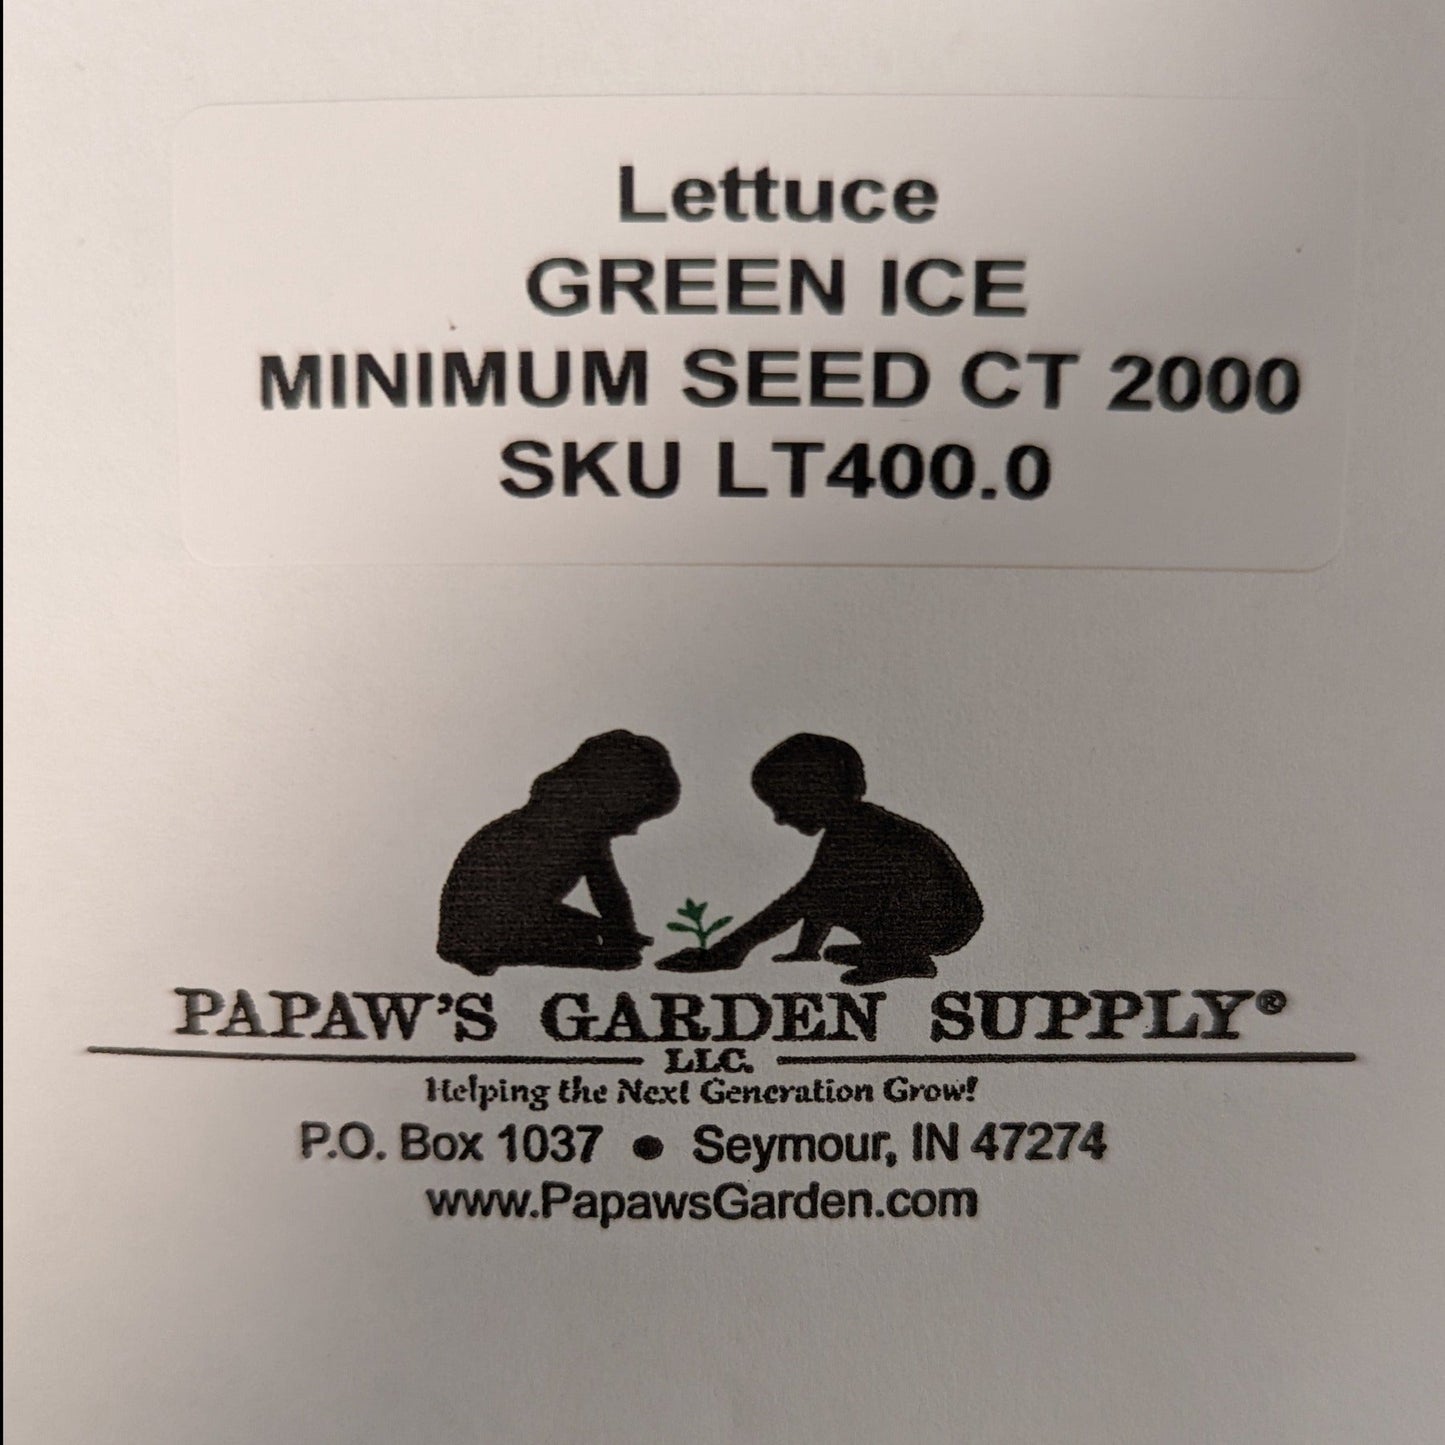 Lettuce
GREEN ICE
MINIMUM SEED CT 2000
SKU LT400.0
PAPAW'S GARDEN SUPPLY®
LLC.
Helping the Next Generation Grow!
P.O. Box 1037 ● Seymour, IN 47274
www.PapawsGarden.com